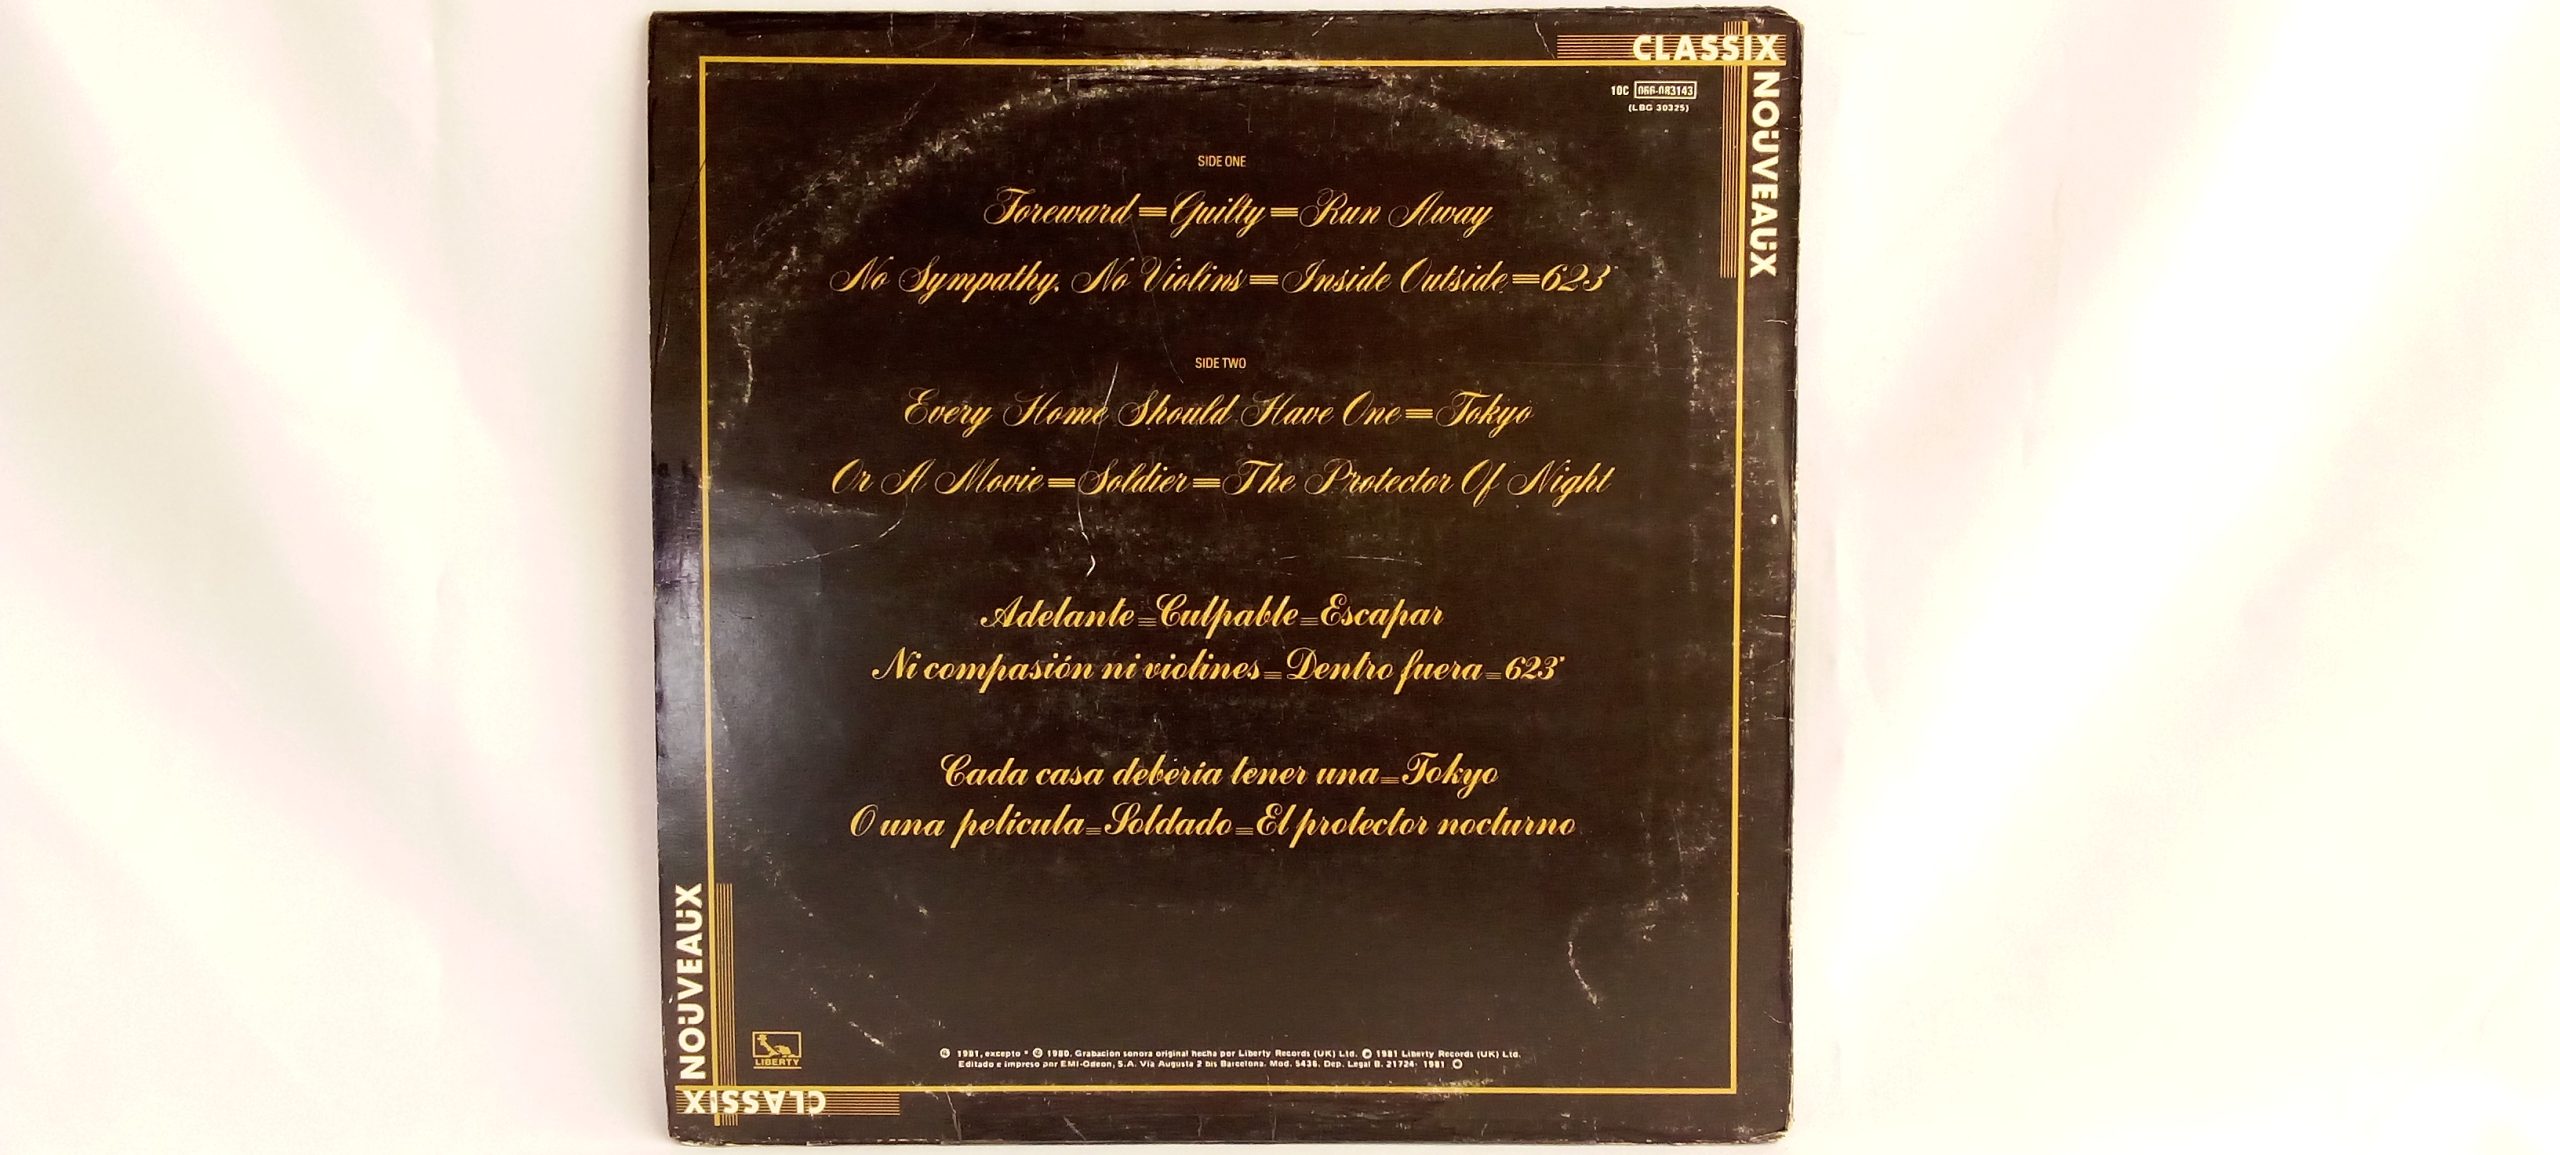 CLASSIX
NOÜVEAÜX
10C 066-083143
(LBG 30325)
SIDE ONE
Foreward=Guilty=Run Away
No Sympathy, No Violins=Inside Outside=623*
SIDE TWO
Every Home Should Have One=Tokyo
Or A Movie=Soldier=The Protector Of Night
Adelante=Culpable=Escapar
Ni compasión ni violines=Dentro fuera=623*
Cada casa debería tener una=Tokyo
O una película=Soldado=El protector nocturno
NOÜVEAÜX
CLASSIX
LIBERTY
℗ 1981, excepto * ℗ 1980. Grabación sonora original hecha por Liberty Records (UK) Ltd. © 1981 Liberty Records (UK) Ltd.
Editado e impreso por EMI-Odeon, S.A. Vía Augusta 2 bis Barcelona. Mod. 5436. Dep. Legal B. 21724- 1981